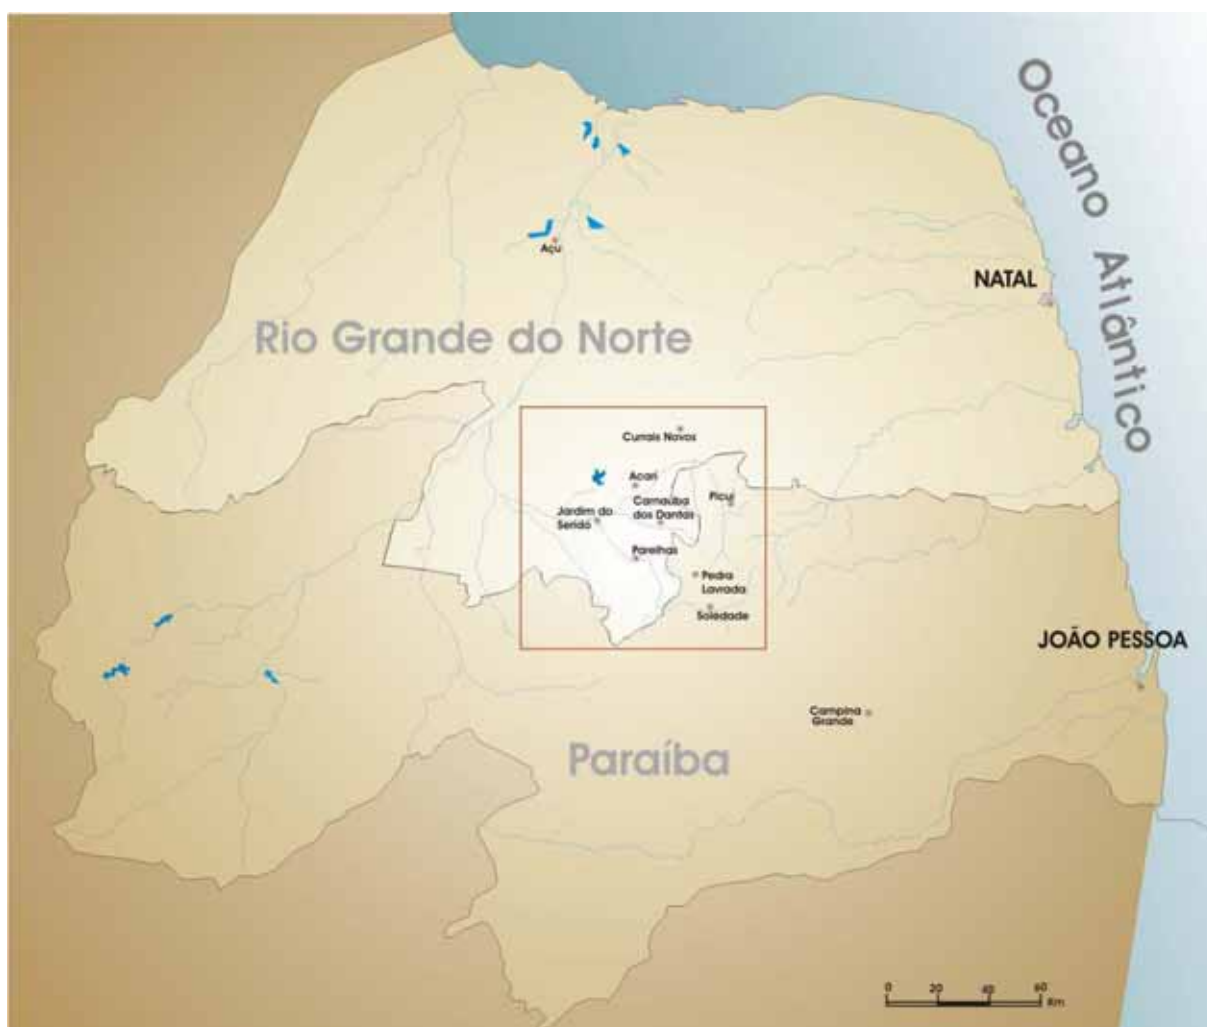 Oceano Atlântico
Açu
NATAL
Rio Grande do Norte
Currais Novos
Acari
Picuí
Carnauba
dos Dantas
Jardim do
Seridó
Parelhas
Pedra
Lavrada
Soledade
JOÃO PESSOA
Campina
Grande
Paraíba
0 20 40 60
Km